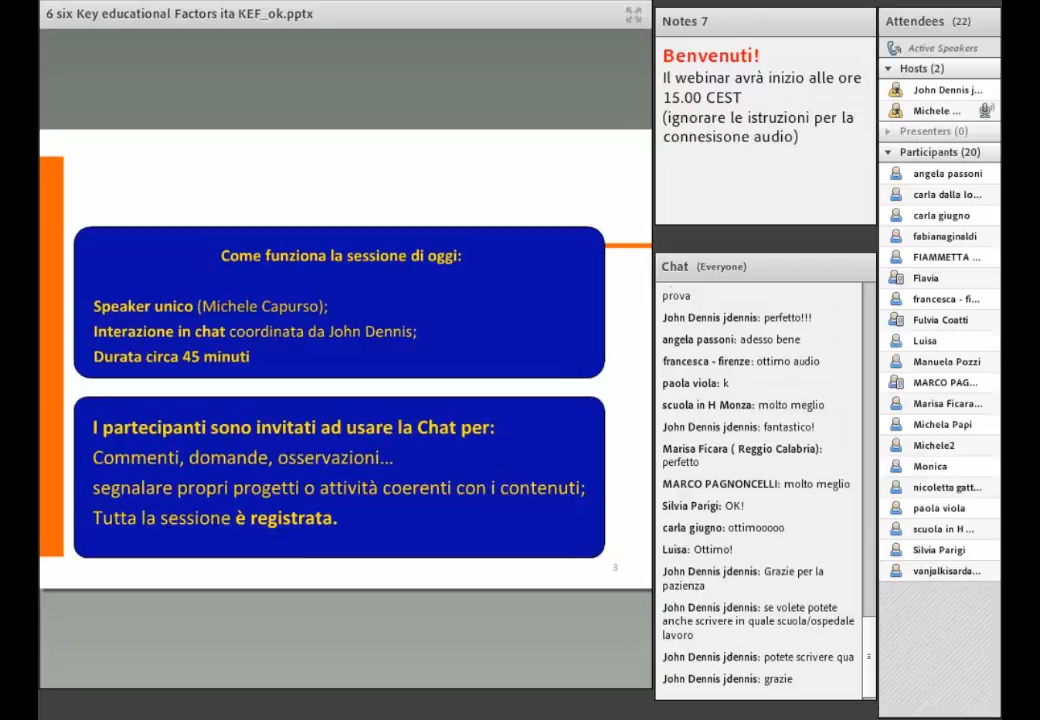 6 six Key educational Factors ita KEF_ok.pptx
Come funziona la sessione di oggi:
Speaker unico (Michele Capurso);
Interazione in chat coordinata da John Dennis;
Durata circa 45 minuti
I partecipanti sono invitati ad usare la Chat per:
Commenti, domande, osservazioni...
segnalare propri progetti o attività coerenti con i contenuti;
Tutta la sessione è registrata.
3
Notes 7
Benvenuti!
Il webinar avrà inizio alle ore
15.00 CEST
(ignorare le istruzioni per la
connesisone audio)
Chat (Everyone)
prova
John Dennis jdennis: perfetto!!!
angela passoni: adesso bene
francesca - firenze: ottimo audio
paola viola: k
scuola in H Monza: molto meglio
John Dennis jdennis: fantastico!
Marisa Ficara ( Reggio Calabria):
perfetto
MARCO PAGNONCELLI: molto meglio
Silvia Parigi: OK!
carla giugno: ottimooooo
Luisa: Ottimo!
John Dennis jdennis: Grazie per la
pazienza
John Dennis jdennis: se volete potete
anche scrivere in quale scuola/ospedale
lavoro
John Dennis jdennis: potete scrivere qua
John Dennis jdennis: grazie
Attendees (22)
Active Speakers
Hosts (2)
John Dennis j...
Michele ...
Presenters (0)
Participants (20)
angela passoni
carla dalla lo...
carla giugno
fabianaginaldi
FIAMMETTA ...
Flavia
francesca - fi...
Fulvia Coatti
Luisa
Manuela Pozzi
MARCO PAG...
Marisa Ficara...
Michela Papi
Michele2
Monica
nicoletta gatt...
paola viola
scuola in H ...
Silvia Parigi
vanjalkisarda...